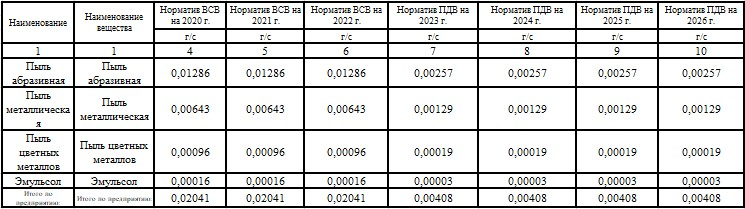 Наименование Наименование вещества Норматив ВСВ на 2020 г. Норматив ВСВ на 2021 г. Норматив ВСВ на 2022 г. Норматив ПДВ на 2023 г. Норматив ПДВ на 2024 г. Норматив ПДВ на 2025 г. Норматив ПДВ на 2026 г.
г/с г/с г/с г/с г/с г/с г/с
1 1 4 5 6 7 8 9 10
Пыль абразивная Пыль абразивная 0,01286 0,01286 0,01286 0,00257 0,00257 0,00257 0,00257
Пыль металлическая Пыль металлическая 0,00643 0,00643 0,00643 0,00129 0,00129 0,00129 0,00129
Пыль цветных металлов Пыль цветных металлов 0,00096 0,00096 0,00096 0,00019 0,00019 0,00019 0,00019
Эмульсол Эмульсол 0,00016 0,00016 0,00016 0,00003 0,00003 0,00003 0,00003
Итого по предприятию: Итого по предприятию: 0,02041 0,02041 0,02041 0,00408 0,00408 0,00408 0,00408